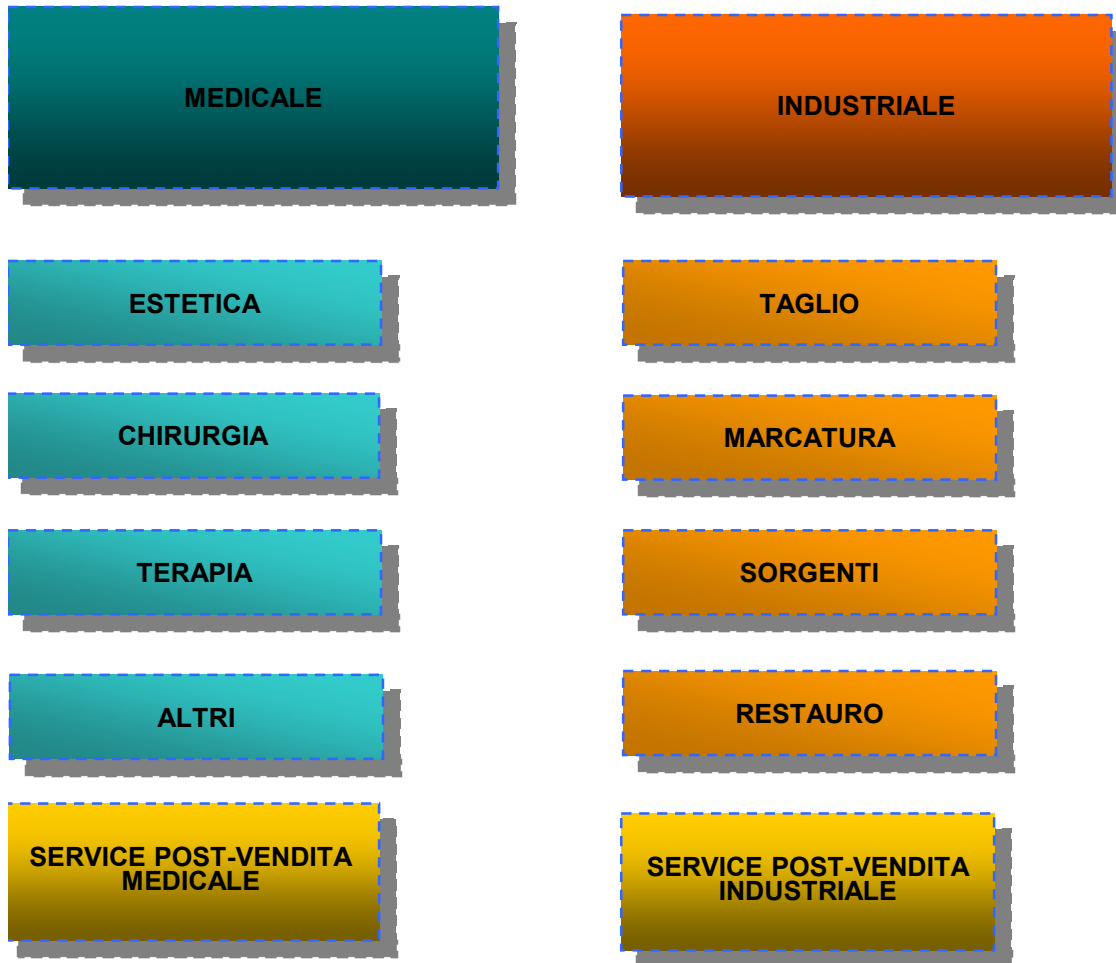 MEDICALE
INDUSTRIALE
ESTETICA
TAGLIO
CHIRURGIA
MARCATURA
TERAPIA
SORGENTI
ALTRI
RESTAURO
SERVICE POST-VENDITA
MEDICALE
SERVICE POST-VENDITA
INDUSTRIALE